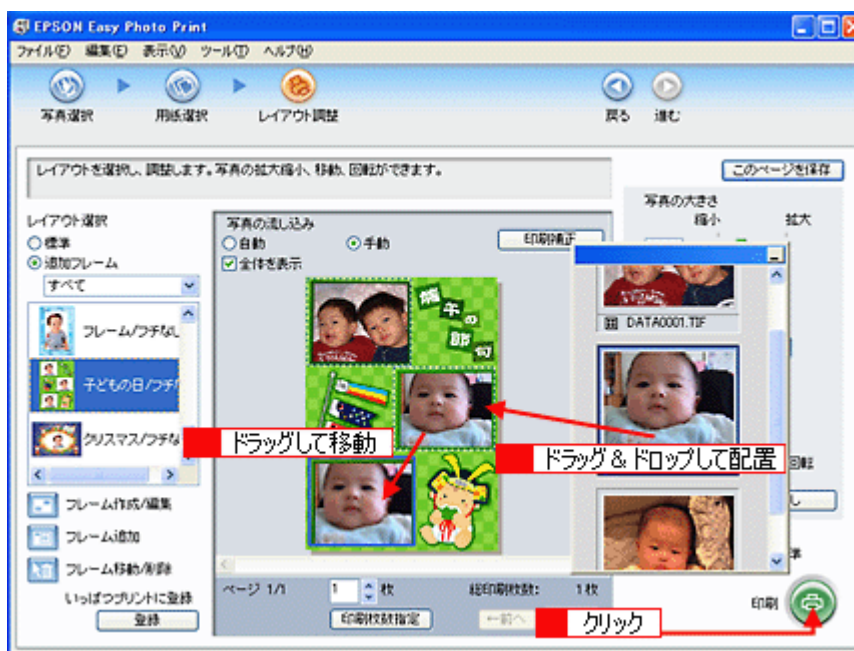 EPSON Easy Photo Print
ファイル(F) 編集(E) 表示(V) ツール(T) ヘルプ(H)
写真選択 用紙選択 レイアウト調整 戻る 進む
レイアウトを選択し、調整します。写真の拡大縮小、移動、回転ができます。
このページを保存
レイアウト選択
標準
追加フレーム
すべて
フレーム/フチなし
子どもの日/フチ
クリスマス/フチな
フレーム作成/編集
フレーム追加
フレーム移動/削除
いっぱつプリントに登録
登録
写真の流し込み
自動 手動
印刷補正
全体を表示
端午の
節句
ドラッグして移動
ドラッグ & ドロップして配置
ページ 1/1 1 枚 総印刷枚数: 1枚
印刷枚数指定 ←前へ
クリック
写真の大きさ
縮小 拡大
DATA0001.TIF
回転
し
準
印刷